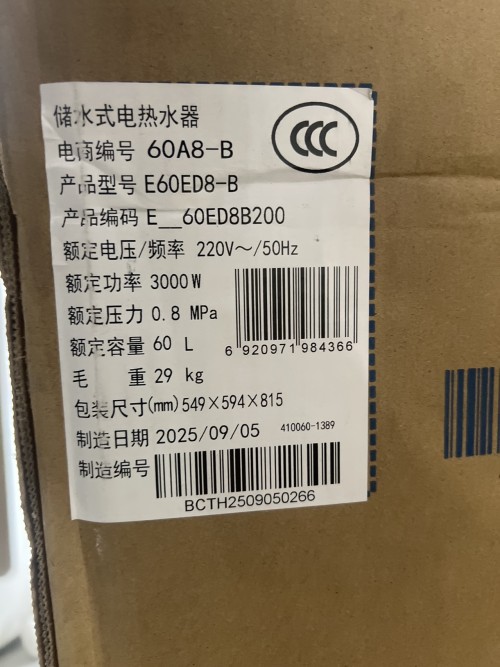 储水式电热水器
CCC
电商编号 60A8-B
产品型号 E60ED8-B
产品编码 E__60ED8B200
额定电压/频率 220V～/50Hz
额定功率 3000W
额定压力 0.8 MPa
额定容量 60 L
6 920971 984366
毛 重 29 kg
包装尺寸(mm) 549×594×815
制造日期 2025/09/05 410060-1389
制造编号
BCTH2509050266